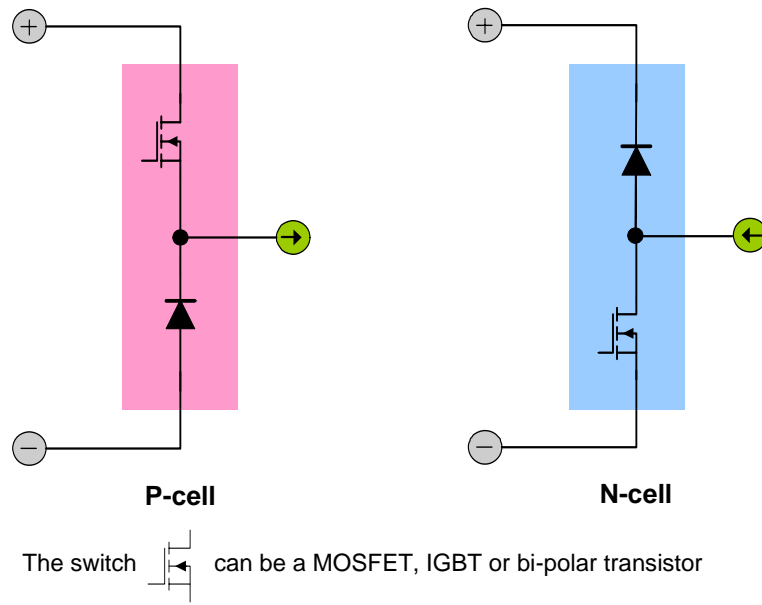 P-cell
N-cell
The switch can be a MOSFET, IGBT or bi-polar transistor